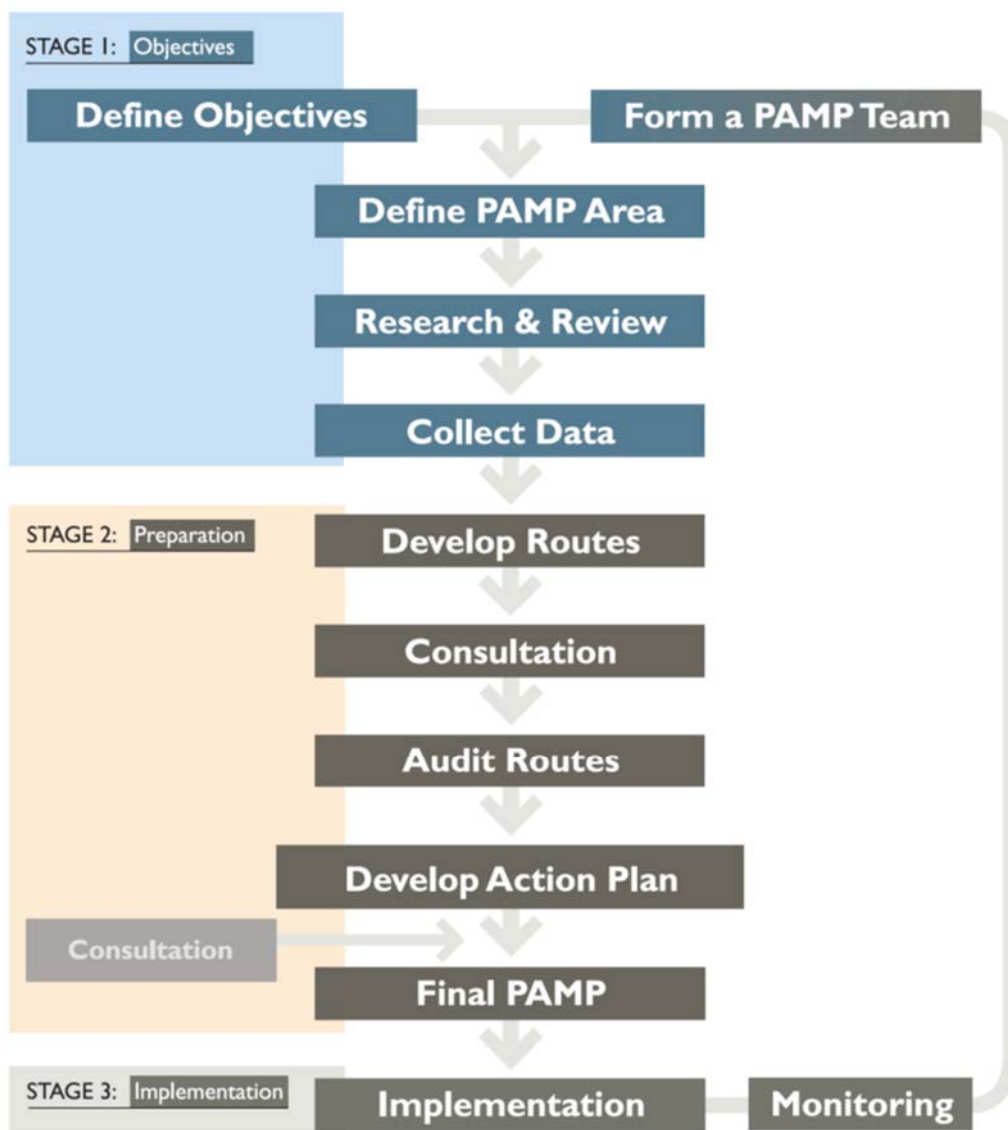 STAGE 1: Objectives
Define Objectives
Form a PAMP Team
Define PAMP Area
Research & Review
Collect Data
STAGE 2: Preparation
Develop Routes
Consultation
Audit Routes
Develop Action Plan
Consultation
Final PAMP
STAGE 3: Implementation
Implementation
Monitoring